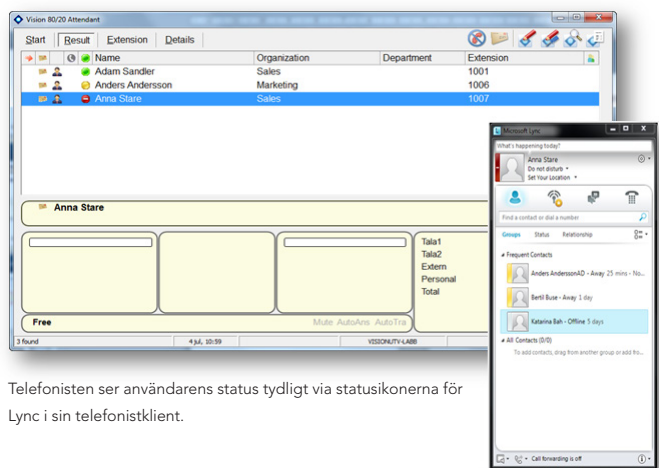 Vision 80/20 Attendant
Start Result Extension Details
Name Organization Department Extension
Adam Sandler Sales 1001
Anders Andersson Marketing 1006
Anna Stare Sales 1007
Anna Stare
Tala1
Tala2
Extern
Personal
Total
Free Mute AutoAns AutoTra
3 found 4 jul, 10:59 VISIONUTV-LABB
Microsoft Lync
What's happening today?
Anna Stare
Do not disturb
Set Your Location
Find a contact or dial a number
Groups Status Relationship
Frequent Contacts
Anders AnderssonAD - Away 25 mins - No...
Bertil Buse - Away 1 day
Katarina Bah - Offline 5 days
All Contacts (0/0)
To add contacts, drag from another group or add fro...
Call forwarding is off
Telefonisten ser användarens status tydligt via statusikonerna för
Lync i sin telefonistklient.